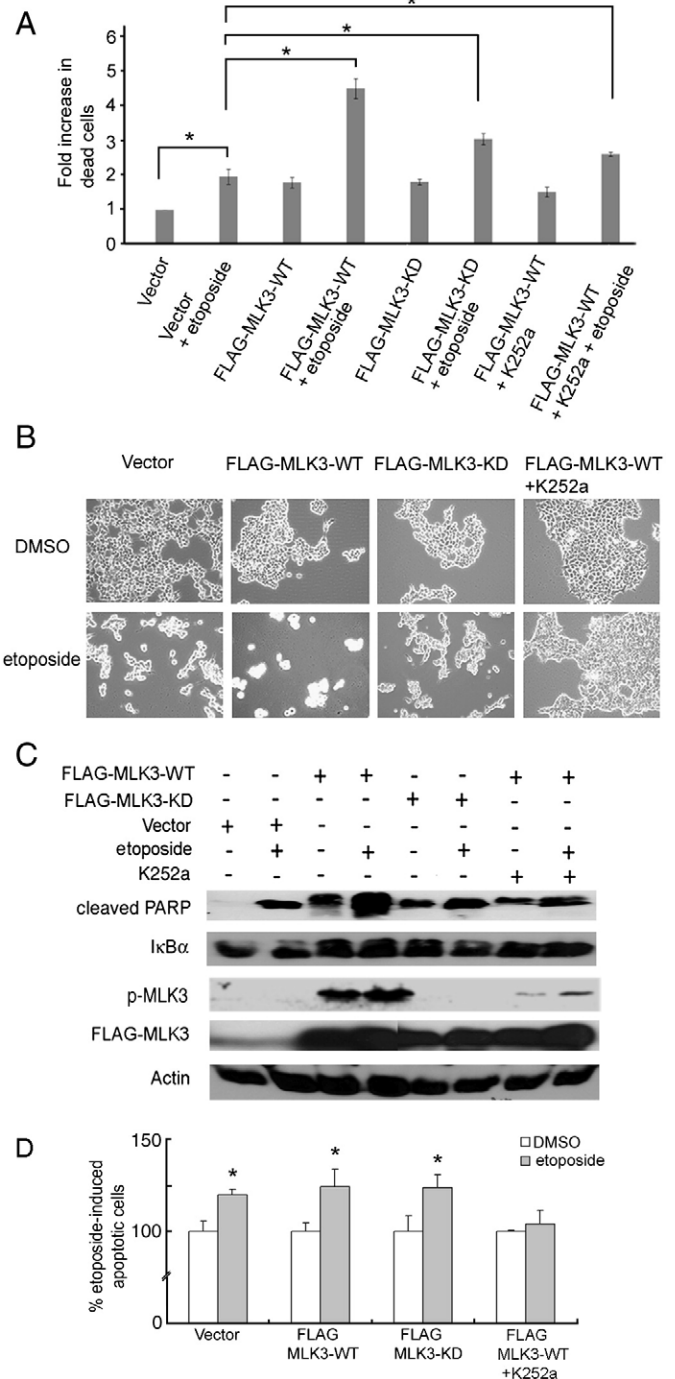 A
*
*
*
*
Fold increase in
dead cells
6
5
4
3
2
1
0
Vector
Vector
+ etoposide
FLAG-MLK3-WT
FLAG-MLK3-WT
+ etoposide
FLAG-MLK3-KD
FLAG-MLK3-KD
+ etoposide
FLAG-MLK3-WT
+ K252a
FLAG-MLK3-WT
+ K252a + etoposide
B
Vector FLAG-MLK3-WT FLAG-MLK3-KD FLAG-MLK3-WT
+K252a
DMSO
etoposide
C
FLAG-MLK3-WT - - + + - - + +
FLAG-MLK3-KD - - - - + + - -
Vector + + - - - - - -
etoposide - + - + - + - +
K252a - - - - - - + +
cleaved PARP
IκBα
p-MLK3
FLAG-MLK3
Actin
D
% etoposide-induced
apoptotic cells
150
100
0
* * *
DMSO
etoposide
Vector
FLAG
MLK3-WT
FLAG
MLK3-KD
FLAG
MLK3-WT
+K252a